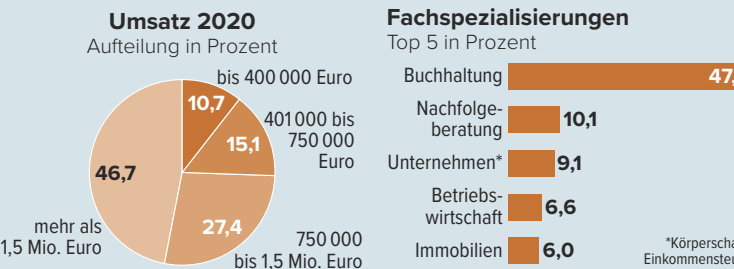 Umsatz 2020
Aufteilung in Prozent
bis 400 000 Euro
10,7
401 000 bis
750 000
Euro
15,1
46,7
27,4
mehr als
1,5 Mio. Euro
750 000
bis 1,5 Mio. Euro
Fachspezialisierungen
Top 5 in Prozent
Buchhaltung
Nachfolge-
beratung 10,1
Unternehmen* 9,1
Betriebs-
wirtschaft 6,6
Immobilien 6,0